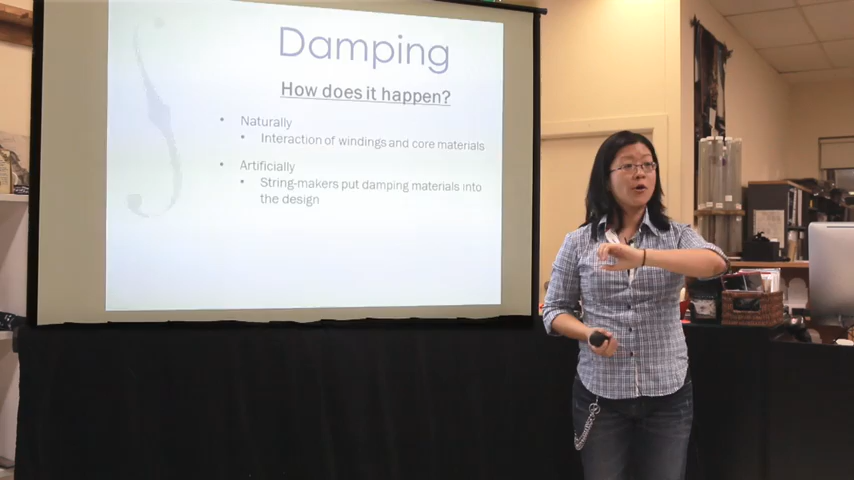 Damping
How does it happen?
• Naturally
• Interaction of windings and core materials
• Artificially
• String-makers put damping materials into
the design